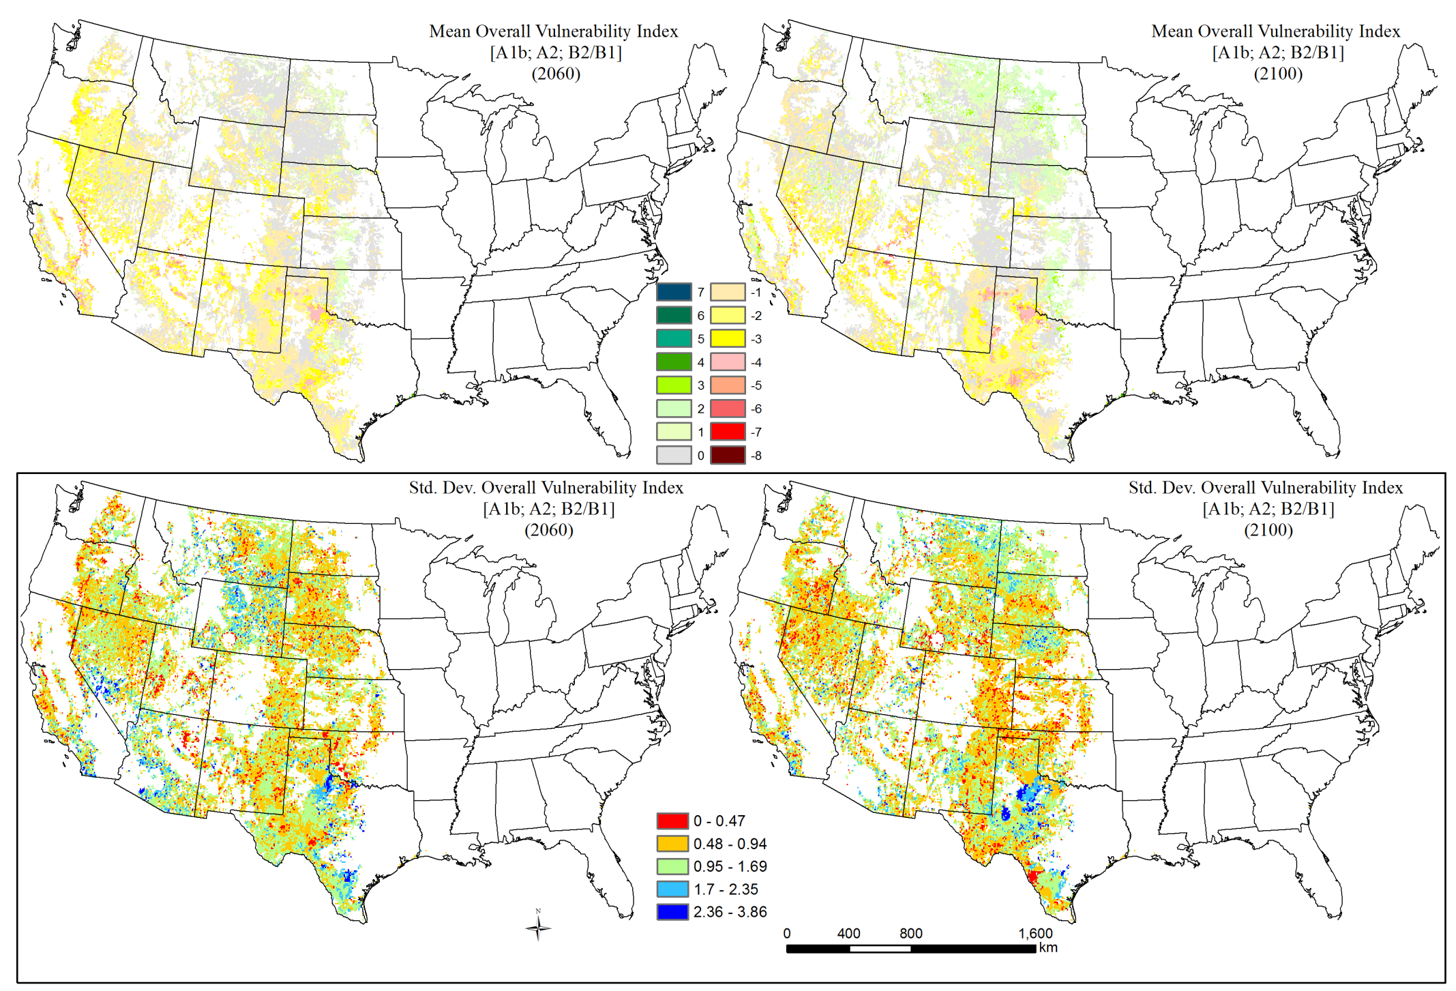 Mean Overall Vulnerability Index
[A1b; A2; B2/B1]
(2060)
Mean Overall Vulnerability Index
[A1b; A2; B2/B1]
(2100)
7 -1
6 -2
5 -3
4 -4
3 -5
2 -6
1 -7
0 -8
Std. Dev. Overall Vulnerability Index
[A1b; A2; B2/B1]
(2060)
Std. Dev. Overall Vulnerability Index
[A1b; A2; B2/B1]
(2100)
0 - 0.47
0.48 - 0.94
0.95 - 1.69
1.7 - 2.35
2.36 - 3.86
N
0 400 800 1,600
km